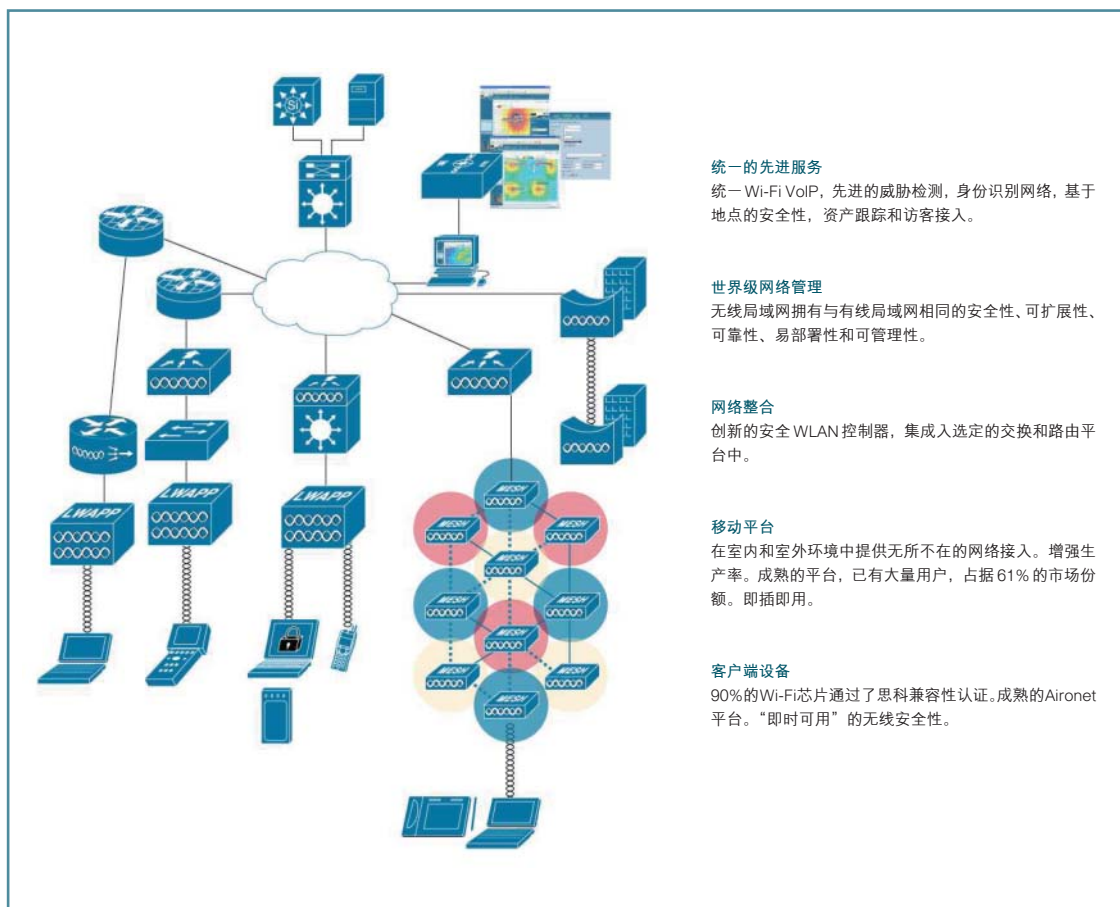 Si
统一的先进服务
统一 Wi-Fi VoIP，先进的威胁检测，身份识别网络，基于
地点的安全性，资产跟踪和访客接入。
世界级网络管理
无线局域网拥有与有线局域网相同的安全性、可扩展性、
可靠性、易部署性和可管理性。
网络整合
创新的安全 WLAN 控制器，集成入选定的交换和路由平
台中。
移动平台
在室内和室外环境中提供无所不在的网络接入。增强生
产率。成熟的平台，已有大量用户，占据 61% 的市场份
额。即插即用。
客户端设备
90%的Wi-Fi芯片通过了思科兼容性认证。成熟的Aironet
平台。“即时可用”的无线安全性。
LWAPP
LWAPP
LWAPP
MESH
MESH
MESH
MESH
MESH
MESH
MESH
MESH
MESH
MESH